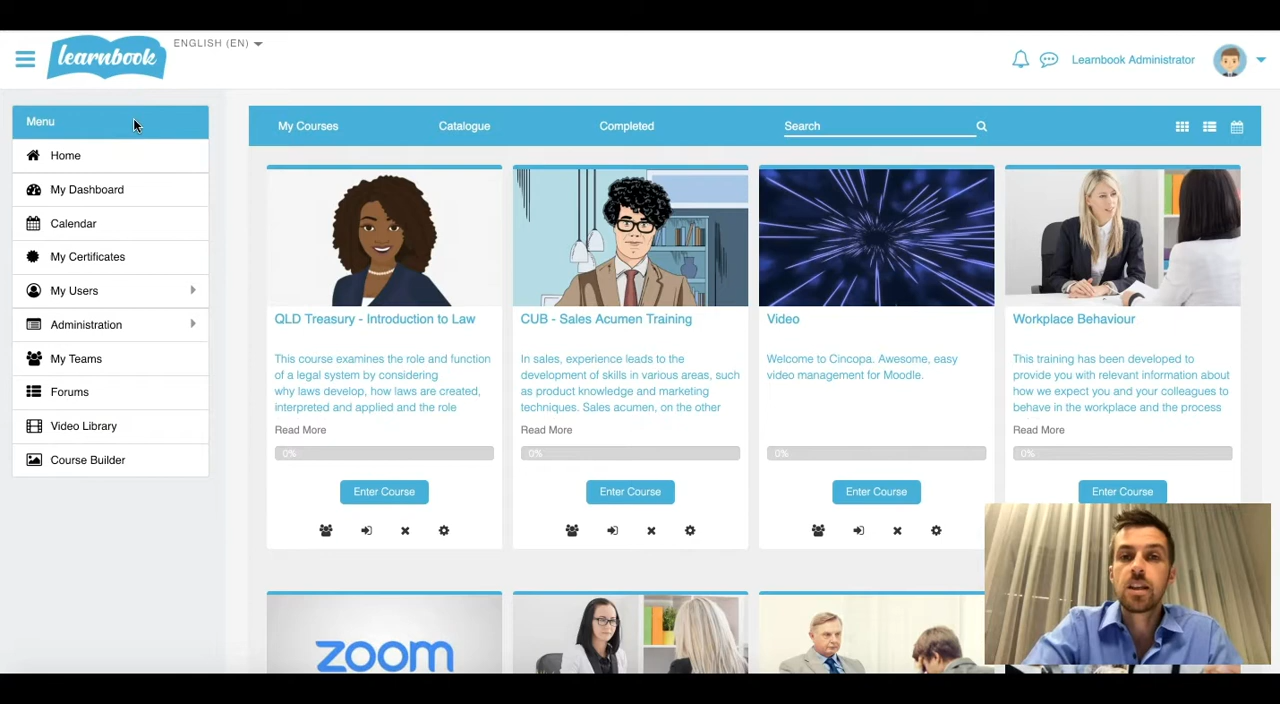 learnbook
ENGLISH (EN)
Learnbook Administrator
Menu
Home
My Dashboard
Calendar
My Certificates
My Users
Administration
My Teams
Forums
Video Library
Course Builder
My Courses
Catalogue
Completed
Search
QLD Treasury - Introduction to Law
This course examines the role and function
of a legal system by considering
why laws develop, how laws are created,
interpreted and applied and the role
Read More
0%
Enter Course
CUB - Sales Acumen Training
In sales, experience leads to the
development of skills in various areas, such
as product knowledge and marketing
techniques. Sales acumen, on the other
Read More
0%
Enter Course
Video
Welcome to Cincopa. Awesome, easy
video management for Moodle.
Read More
0%
Enter Course
Workplace Behaviour
This training has been developed to
provide you with relevant information about
how we expect you and your colleagues to
behave in the workplace and the process
Read More
0%
Enter Course
zoom